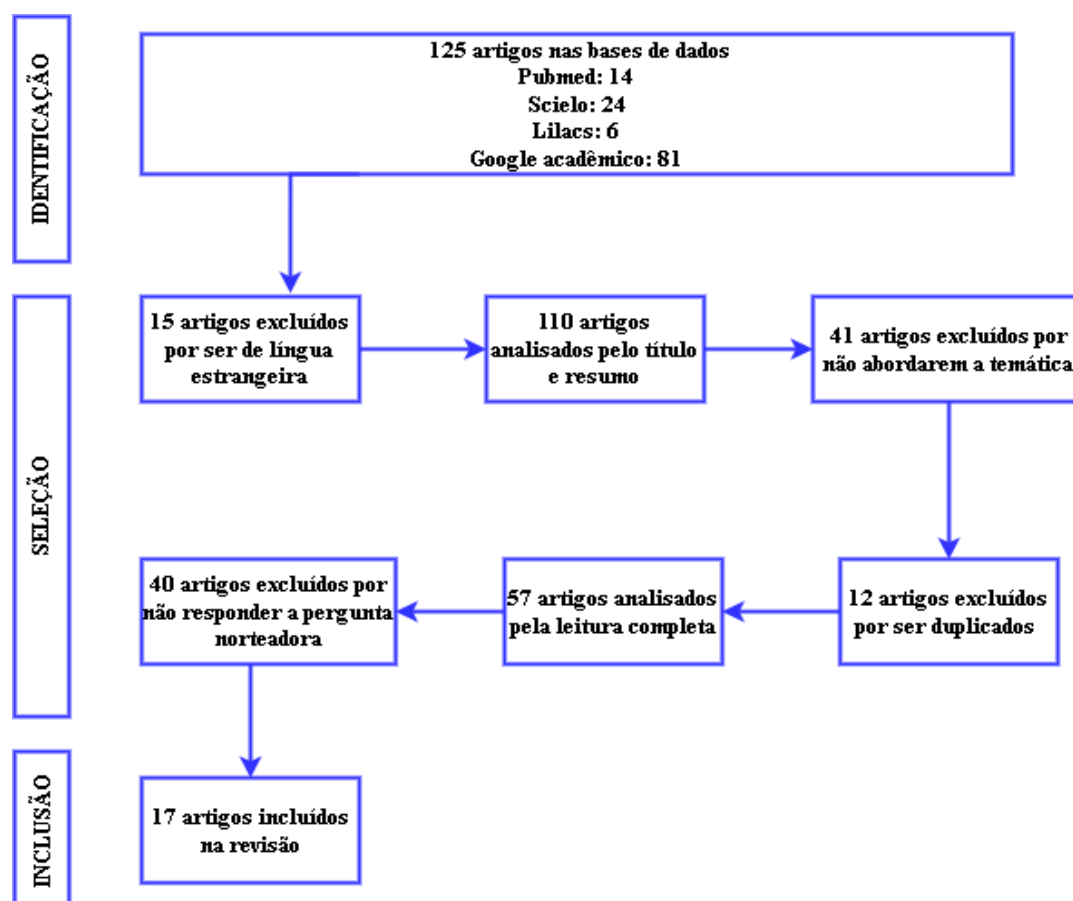 IDENTIFICAÇÃO
125 artigos nas bases de dados
Pubmed: 14
Scielo: 24
Lilacs: 6
Google acadêmico: 81
SELEÇÃO
15 artigos excluídos
por ser de língua
estrangeira
110 artigos
analisados pelo título
e resumo
41 artigos excluídos por
não abordarem a temática
40 artigos excluídos por
não responder a pergunta
norteadora
57 artigos analisados
pela leitura completa
12 artigos excluídos
por ser duplicados
INCLUSÃO
17 artigos incluídos
na revisão